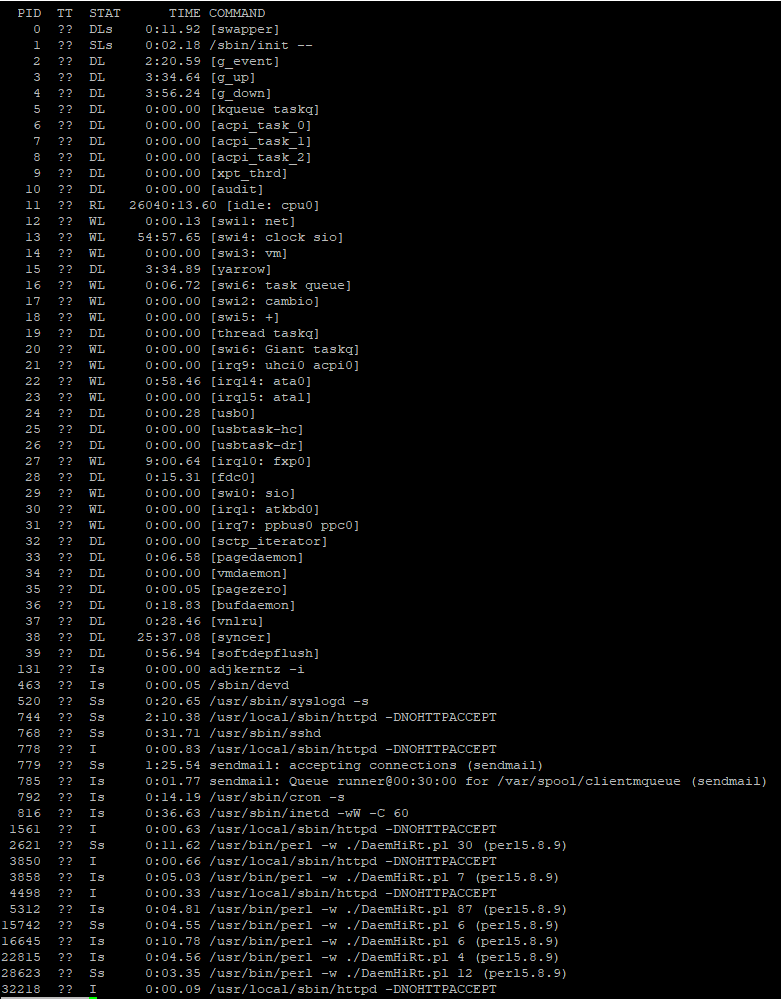 PID TT STAT TIME COMMAND
0 ?? DLs 0:11.92 [swapper]
1 ?? SLs 0:02.18 /sbin/init --
2 ?? DL 2:20.59 [g_event]
3 ?? DL 3:34.64 [g_up]
4 ?? DL 3:56.24 [g_down]
5 ?? DL 0:00.00 [kqueue taskq]
6 ?? DL 0:00.00 [acpi_task_0]
7 ?? DL 0:00.00 [acpi_task_1]
8 ?? DL 0:00.00 [acpi_task_2]
9 ?? DL 0:00.00 [xpt_thrd]
10 ?? DL 0:00.00 [audit]
11 ?? RL 26040:13.60 [idle: cpu0]
12 ?? WL 0:00.13 [swi1: net]
13 ?? WL 54:57.65 [swi4: clock sio]
14 ?? WL 0:00.00 [swi3: vm]
15 ?? DL 3:34.89 [yarrow]
16 ?? WL 0:06.72 [swi6: task queue]
17 ?? WL 0:00.00 [swi2: cambio]
18 ?? WL 0:00.00 [swi5: +]
19 ?? DL 0:00.00 [thread taskq]
20 ?? WL 0:00.00 [swi6: Giant taskq]
21 ?? WL 0:00.00 [irq9: uhci0 acpi0]
22 ?? WL 0:58.46 [irq14: ata0]
23 ?? WL 0:00.00 [irq15: ata1]
24 ?? DL 0:00.28 [usb0]
25 ?? DL 0:00.00 [usbtask-hc]
26 ?? DL 0:00.00 [usbtask-dr]
27 ?? WL 9:00.64 [irq10: fxp0]
28 ?? DL 0:15.31 [fdc0]
29 ?? WL 0:00.00 [swi0: sio]
30 ?? WL 0:00.00 [irq1: atkbd0]
31 ?? WL 0:00.00 [irq7: ppbus0 ppc0]
32 ?? DL 0:00.00 [sctp_iterator]
33 ?? DL 0:06.58 [pagedaemon]
34 ?? DL 0:00.00 [vmdaemon]
35 ?? DL 0:00.05 [pagezero]
36 ?? DL 0:18.83 [bufdaemon]
37 ?? DL 0:28.46 [vnlru]
38 ?? DL 25:37.08 [syncer]
39 ?? DL 0:56.94 [softdepflush]
131 ?? Is 0:00.00 adjkerntz -i
463 ?? Is 0:00.05 /sbin/devd
520 ?? Ss 0:20.65 /usr/sbin/syslogd -s
744 ?? Ss 2:10.38 /usr/local/sbin/httpd -DNOHTTPACCEPT
768 ?? Ss 0:31.71 /usr/sbin/sshd
778 ?? I 0:00.83 /usr/local/sbin/httpd -DNOHTTPACCEPT
779 ?? Ss 1:25.54 sendmail: accepting connections (sendmail)
785 ?? Is 0:01.77 sendmail: Queue runner@00:30:00 for /var/spool/clientmqueue (sendmail)
792 ?? Is 0:14.19 /usr/sbin/cron -s
816 ?? Is 0:36.63 /usr/sbin/inetd -wW -C 60
1561 ?? I 0:00.63 /usr/local/sbin/httpd -DNOHTTPACCEPT
2621 ?? Ss 0:11.62 /usr/bin/perl -w ./DaemHiRt.pl 30 (perl5.8.9)
3850 ?? I 0:00.66 /usr/local/sbin/httpd -DNOHTTPACCEPT
3858 ?? Is 0:05.03 /usr/bin/perl -w ./DaemHiRt.pl 7 (perl5.8.9)
4498 ?? I 0:00.33 /usr/local/sbin/httpd -DNOHTTPACCEPT
5312 ?? Is 0:04.81 /usr/bin/perl -w ./DaemHiRt.pl 87 (perl5.8.9)
15742 ?? Ss 0:04.55 /usr/bin/perl -w ./DaemHiRt.pl 6 (perl5.8.9)
16645 ?? Is 0:10.78 /usr/bin/perl -w ./DaemHiRt.pl 6 (perl5.8.9)
22815 ?? Is 0:04.56 /usr/bin/perl -w ./DaemHiRt.pl 4 (perl5.8.9)
28623 ?? Ss 0:03.35 /usr/bin/perl -w ./DaemHiRt.pl 12 (perl5.8.9)
32218 ?? I 0:00.09 /usr/local/sbin/httpd -DNOHTTPACCEPT